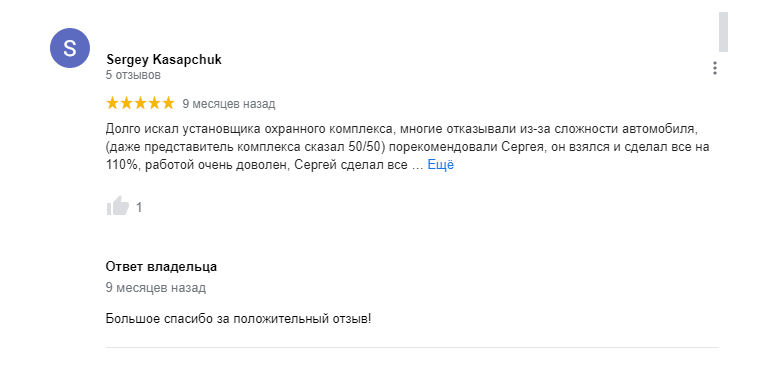 S
Sergey Kasapchuk
5 отзывов
9 месяцев назад
Долго искал установщика охранного комплекса, многие отказывали из-за сложности автомобиля,
(даже представитель комплекса сказал 50/50) порекомендовали Сергея, он взялся и сделал все на
110%, работой очень доволен, Сергей сделал все ... Ещё
1
Ответ владельца
9 месяцев назад
Большое спасибо за положительный отзыв!